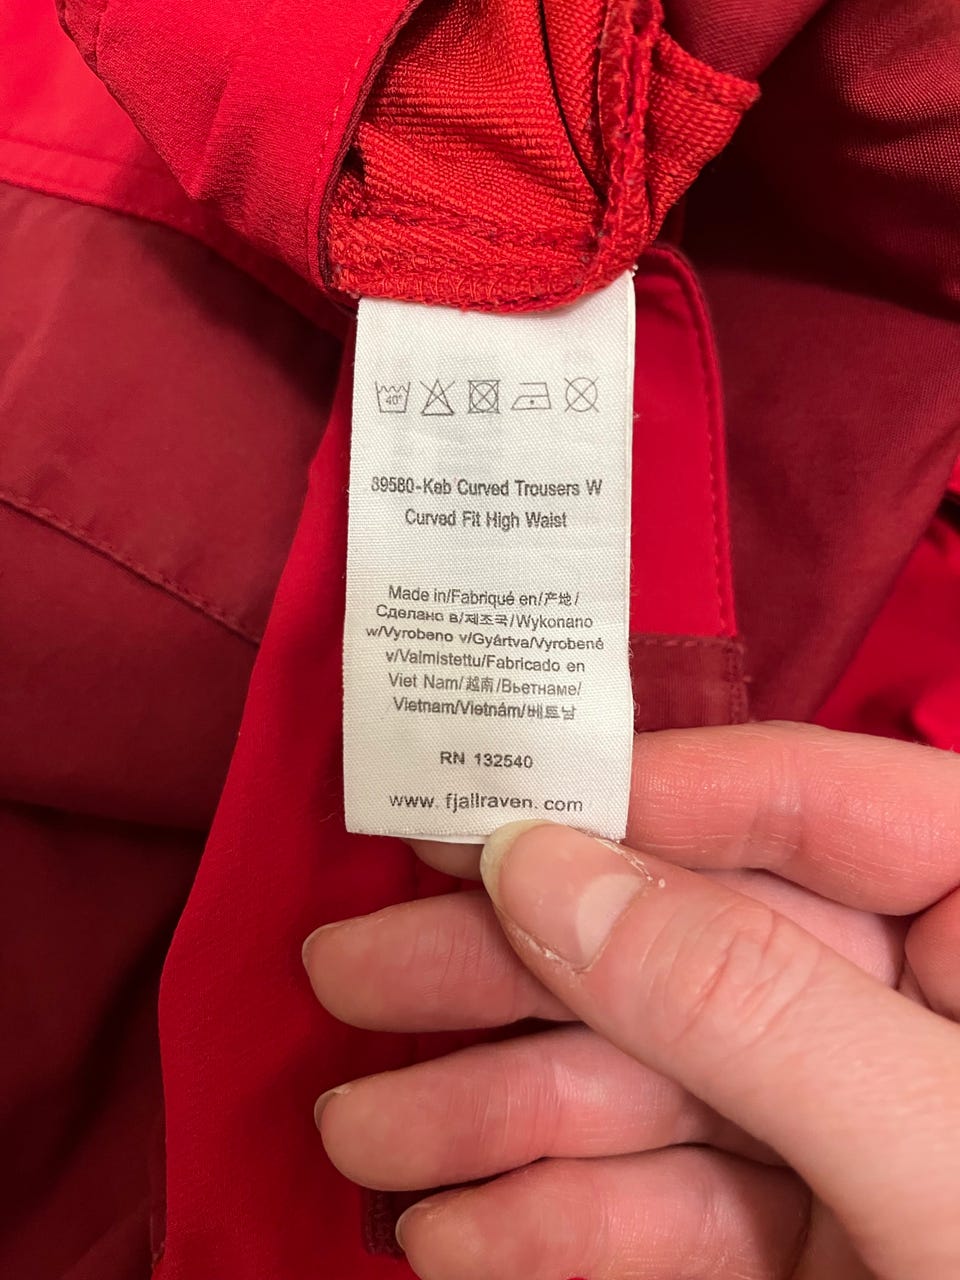 40°
89580-Keb Curved Trousers W
Curved Fit High Waist
Made in/Fabriqué en/产地/
Сделано в/제조국/Wykonano
w/Vyrobeno v/Gyártva/Vyrobené
v/Valmistettu/Fabricado en
Viet Nam/越南/Вьетнаме/
Vietnam/Vietnám/베트남
RN 132540
www.fjallraven.com